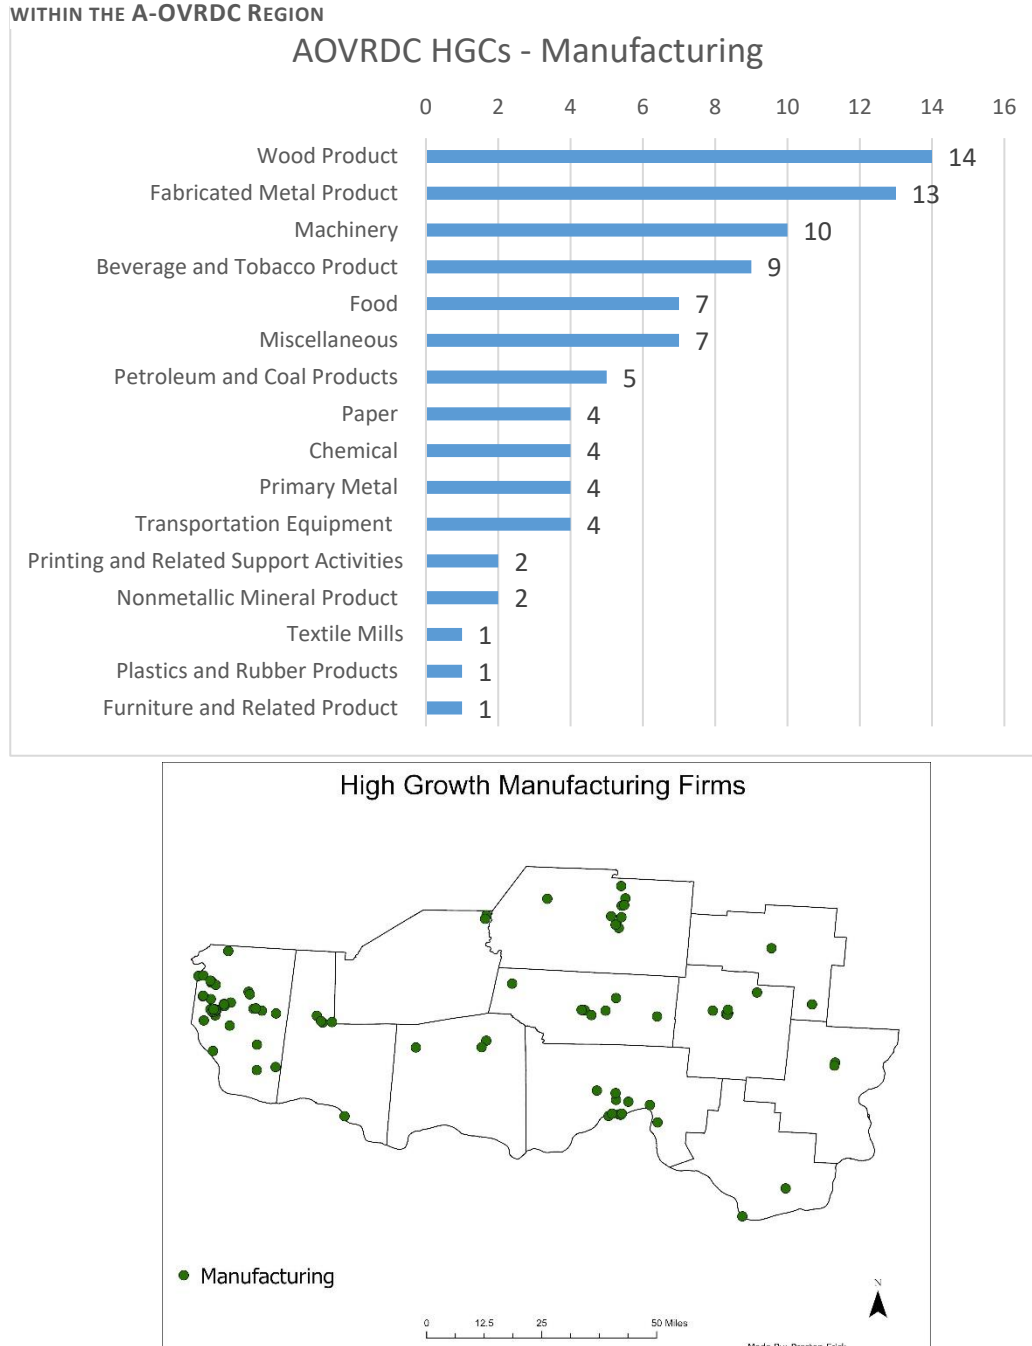 WITHIN THE A-OVRDC REGION
AOVRDC HGCs - Manufacturing
0 2 4 6 8 10 12 14 16
Wood Product 14
Fabricated Metal Product 13
Machinery 10
Beverage and Tobacco Product 9
Food 7
Miscellaneous 7
Petroleum and Coal Products 5
Paper 4
Chemical 4
Primary Metal 4
Transportation Equipment 4
Printing and Related Support Activities 2
Nonmetallic Mineral Product 2
Textile Mills 1
Plastics and Rubber Products 1
Furniture and Related Product 1
High Growth Manufacturing Firms
Manufacturing
N
0 12.5 25 50 Miles
Made By: Preston Frick